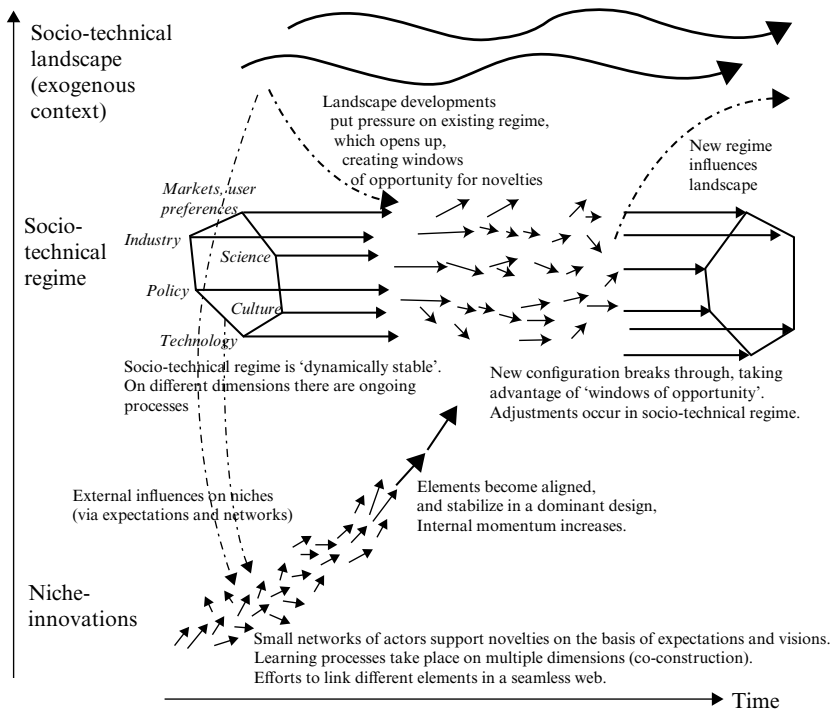 Socio-technical
landscape
(exogenous
context)
Landscape developments
put pressure on existing regime,
which opens up,
creating windows
of opportunity for novelties
New regime
influences
landscape
Socio-
technical
regime
Markets, user
preferences
Industry
Science
Policy
Culture
Technology
Socio-technical regime is ‘dynamically stable’.
On different dimensions there are ongoing
processes
New configuration breaks through, taking
advantage of ‘windows of opportunity’.
Adjustments occur in socio-technical regime.
External influences on niches
(via expectations and networks)
Elements become aligned,
and stabilize in a dominant design,
Internal momentum increases.
Niche-
innovations
Small networks of actors support novelties on the basis of expectations and visions.
Learning processes take place on multiple dimensions (co-construction).
Efforts to link different elements in a seamless web.
Time